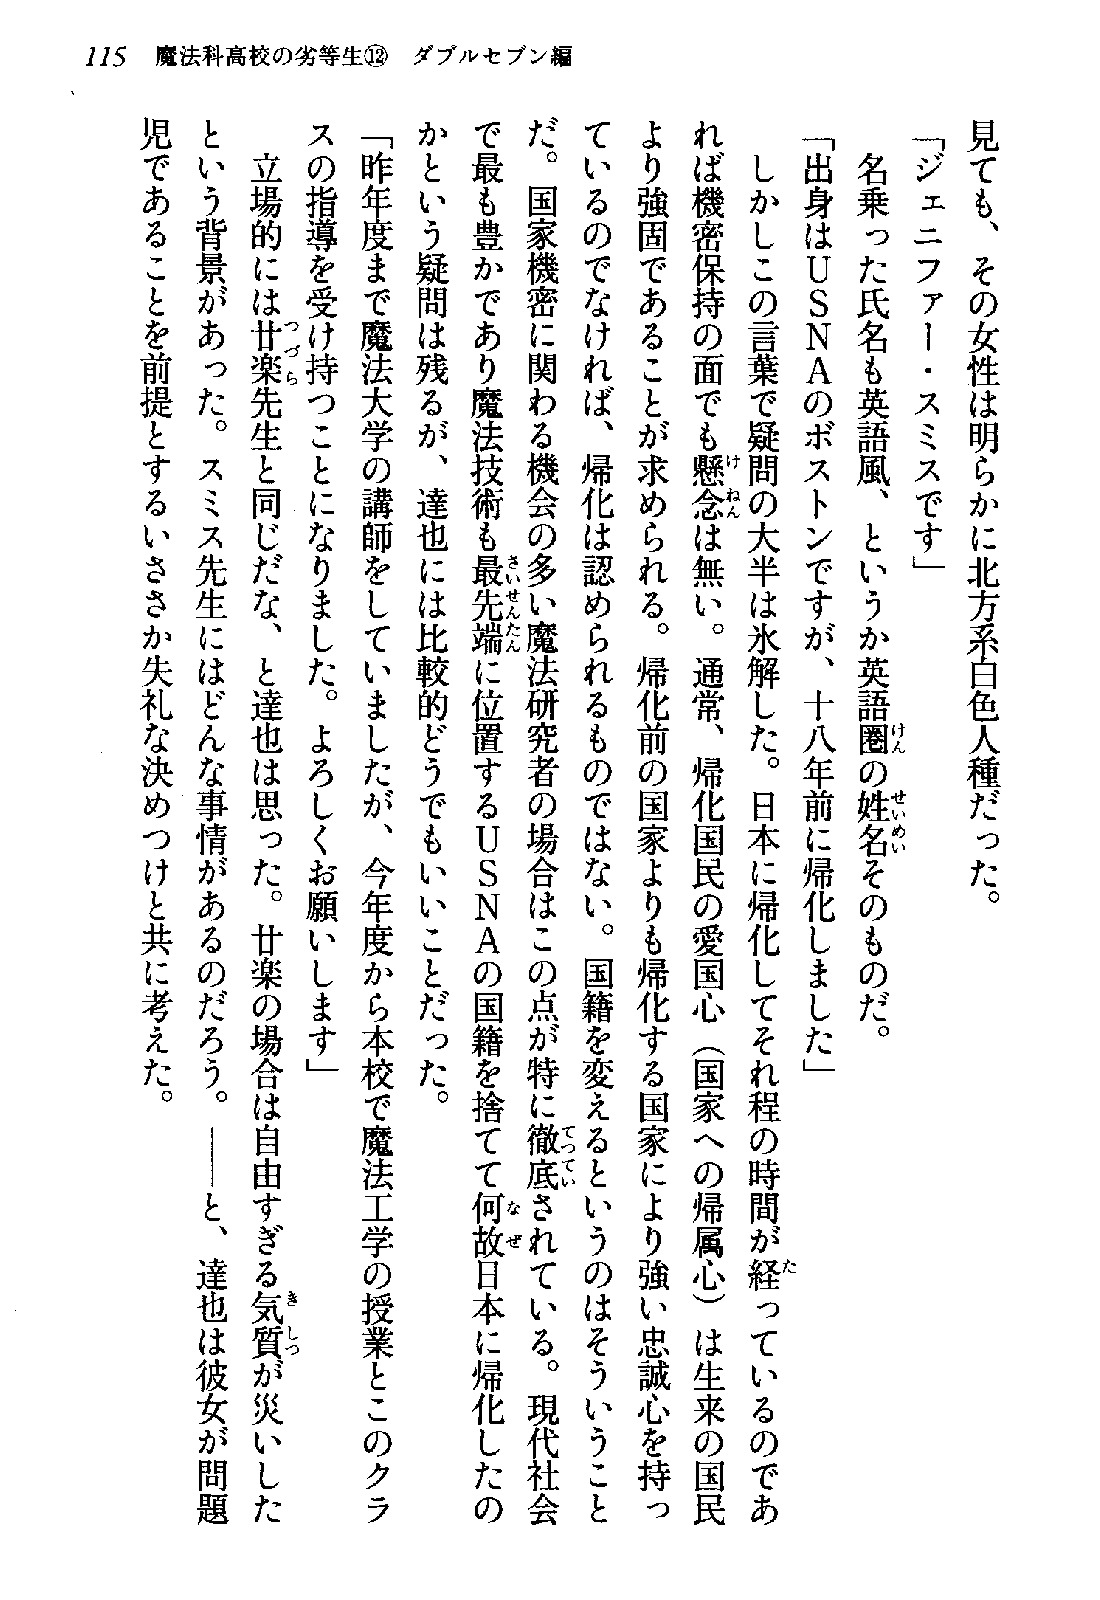 115 魔法科高校の劣等生⑫ ダブルセブン編
見ても、その女性は明らかに北方系白色人種だった。
「ジェニファー・スミスです」
名乗った氏名も英語風、というか英語圏の姓名そのものだ。
「出身はＵＳＮＡのボストンですが、十八年前に帰化しました」
しかしこの言葉で疑問の大半は氷解した。日本に帰化してそれ程の時間が経っているのであ
れば機密保持の面でも懸念は無い。通常、帰化国民の愛国心（国家への帰属心）は生来の国民
より強固であることが求められる。帰化前の国家よりも帰化する国家により強い忠誠心を持っ
ているのでなければ、帰化は認められるものではない。国籍を変えるというのはそういうこと
だ。国家機密に関わる機会の多い魔法研究者の場合はこの点が特に徹底されている。現代社会
で最も豊かであり魔法技術も最先端に位置するＵＳＮＡの国籍を捨てて何故日本に帰化したの
かという疑問は残るが、達也には比較的どうでもいいことだった。
「昨年度まで魔法大学の講師をしていましたが、今年度から本校で魔法工学の授業とこのクラ
スの指導を受け持つことになりました。よろしくお願いします」
立場的には廿楽先生と同じだな、と達也は思った。廿楽の場合は自由すぎる気質が災いした
という背景があった。スミス先生にはどんな事情があるのだろう。――と、達也は彼女が問題
児であることを前提とするいささか失礼な決めつけと共に考えた。